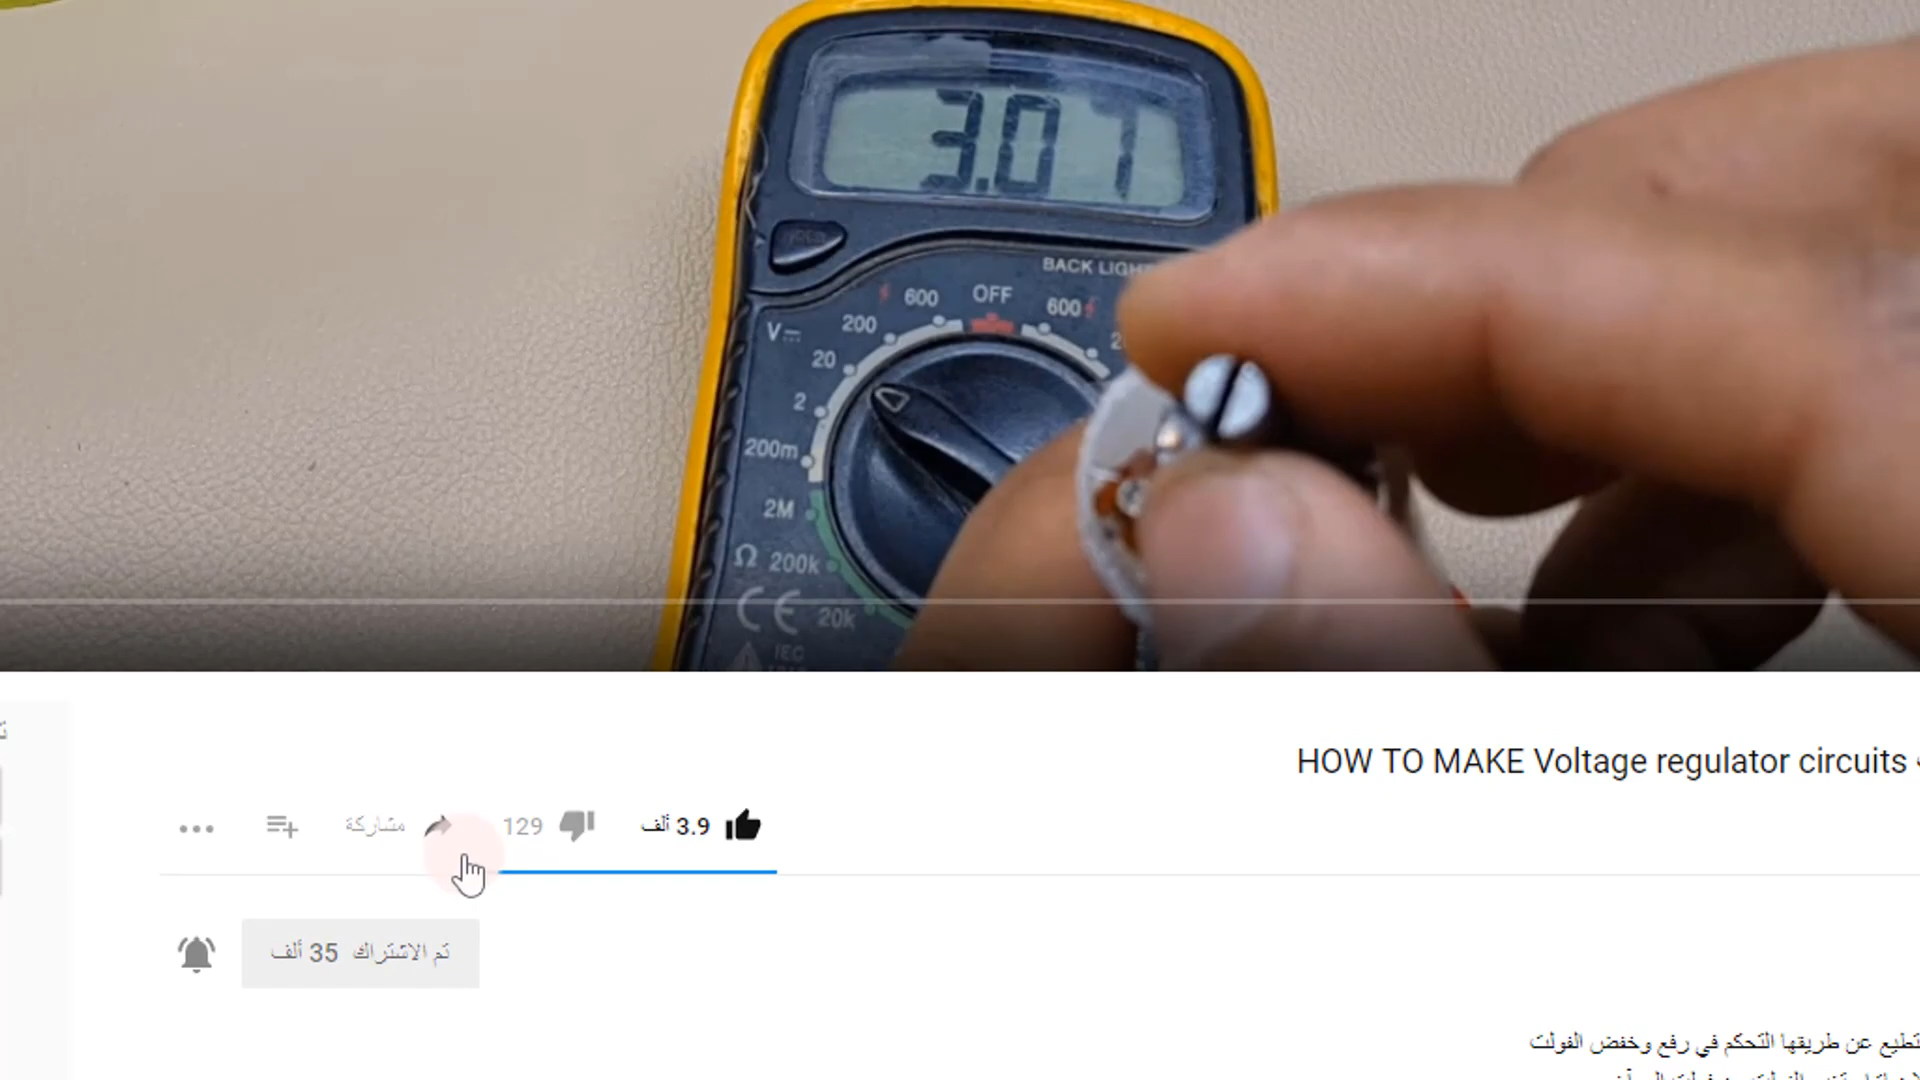 3.07
BACK LIGH
600 OFF 600
V 200
20
2
200m
2M
Ω 200k
CE 20k
IEC
HOW TO MAKE Voltage regulator circuits
3.9 ألف
129
مشاركة
تم الاشتراك 35 ألف
تطيع عن طريقها التحكم في رفع وخفض الفولت